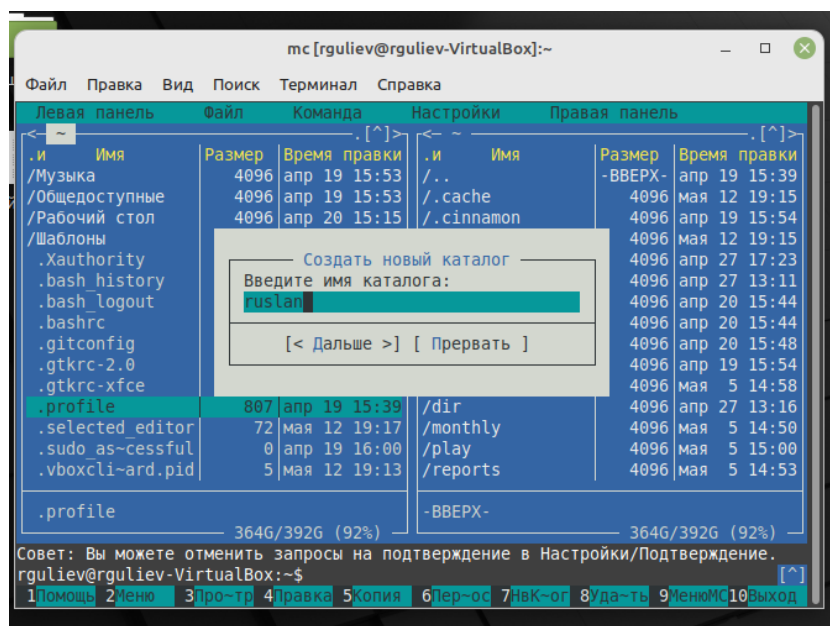 mc [rguliev@rguliev-VirtualBox]:~
Файл Правка Вид Поиск Терминал Справка
Левая панель Файл Команда Настройки Правая панель
<— ~ .[^]> <— ~ .[^]>
.и Имя Размер Время правки .и Имя Размер Время правки
/Музыка 4096 апр 19 15:53 /.. -ВВЕРХ- апр 19 15:39
/Общедоступные 4096 апр 19 15:53 /.cache 4096 мая 12 19:15
/Рабочий стол 4096 апр 20 15:15 /.cinnamon 4096 апр 19 15:54
/Шаблоны 4096 мая 12 19:15
.Xauthority Создать новый каталог 4096 апр 27 17:23
.bash_history Введите имя каталога: 4096 апр 27 13:11
.bash_logout ruslan 4096 апр 20 15:44
.bashrc 4096 апр 20 15:44
.gitconfig [< Дальше >] [ Прервать ] 4096 апр 20 15:48
.gtkrc-2.0 4096 апр 19 15:54
.gtkrc-xfce 4096 мая 5 14:58
.profile 807 апр 19 15:39 /dir 4096 апр 27 13:16
.selected_editor 72 мая 12 19:17 /monthly 4096 мая 5 14:50
.sudo_as~cessful 0 апр 19 16:00 /play 4096 мая 5 15:00
.vboxcli~ard.pid 5 мая 12 19:13 /reports 4096 мая 5 14:53
.profile -ВВЕРХ-
364G/392G (92%) 364G/392G (92%)
Совет: Вы можете отменить запросы на подтверждение в Настройки/Подтверждение.
rguliev@rguliev-VirtualBox:~$ [^]
1Помощь 2Меню 3Про~тр 4Правка 5Копия 6Пер~ос 7НвК~ог 8Уда~ть 9МенюMC 10Выход